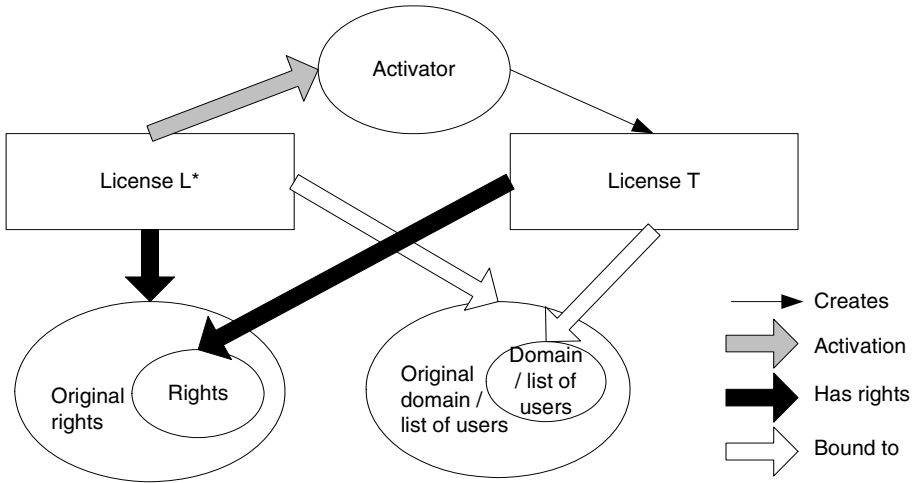 Activator
License L*
License T
Original
rights
Rights
Original
domain /
list of users
Domain
/ list of
users
Creates
Activation
Has rights
Bound to